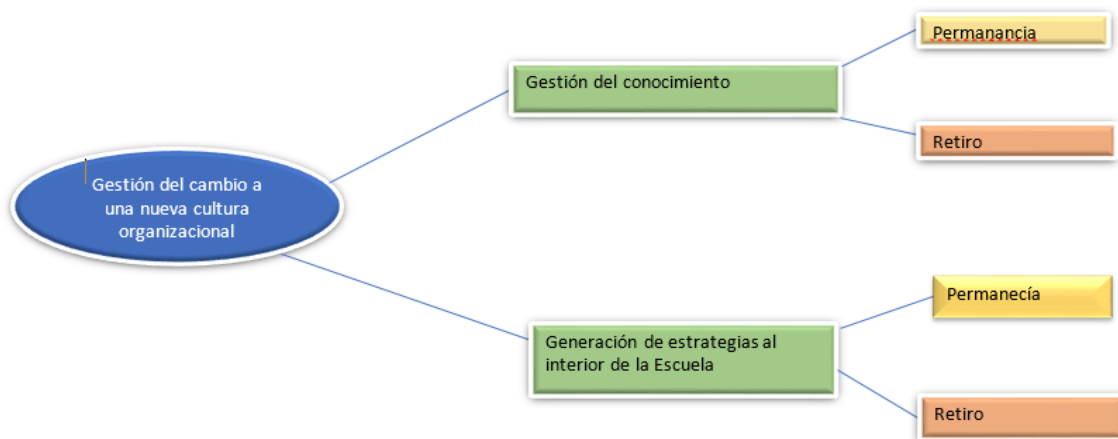 Gestión del cambio a
una nueva cultura
organizacional
Gestión del conocimiento
Permanancia
Retiro
Generación de estrategias al
interior de la Escuela
Permanecía
Retiro